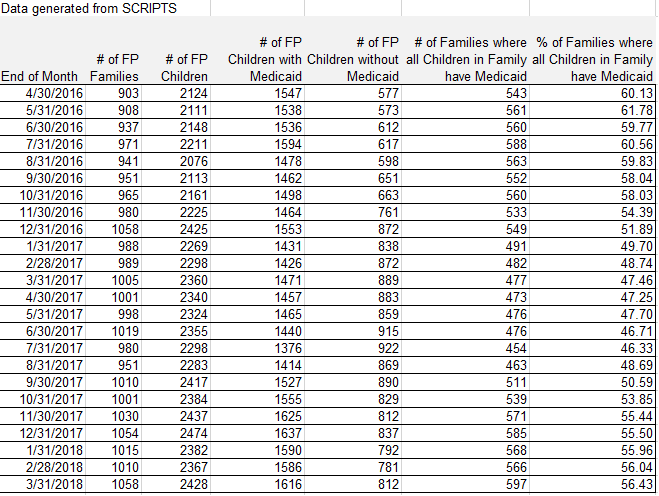 Data generated from SCRIPTS
# of FP # of FP # of Families where % of Families where
# of FP # of FP Children with Children without all Children in Family all Children in Family
End of Month Families Children Medicaid Medicaid have Medicaid have Medicaid
4/30/2016 903 2124 1547 577 543 60.13
5/31/2016 908 2111 1538 573 561 61.78
6/30/2016 937 2148 1536 612 560 59.77
7/31/2016 971 2211 1594 617 588 60.56
8/31/2016 941 2076 1478 598 563 59.83
9/30/2016 951 2113 1462 651 552 58.04
10/31/2016 965 2161 1498 663 560 58.03
11/30/2016 980 2225 1464 761 533 54.39
12/31/2016 1058 2425 1553 872 549 51.89
1/31/2017 988 2269 1431 838 491 49.70
2/28/2017 989 2298 1426 872 482 48.74
3/31/2017 1005 2360 1471 889 477 47.46
4/30/2017 1001 2340 1457 883 473 47.25
5/31/2017 998 2324 1465 859 476 47.70
6/30/2017 1019 2355 1440 915 476 46.71
7/31/2017 980 2298 1376 922 454 46.33
8/31/2017 951 2283 1414 869 463 48.69
9/30/2017 1010 2417 1527 890 511 50.59
10/31/2017 1001 2384 1555 829 539 53.85
11/30/2017 1030 2437 1625 812 571 55.44
12/31/2017 1054 2474 1637 837 585 55.50
1/31/2018 1015 2382 1590 792 568 55.96
2/28/2018 1010 2367 1586 781 566 56.04
3/31/2018 1058 2428 1616 812 597 56.43